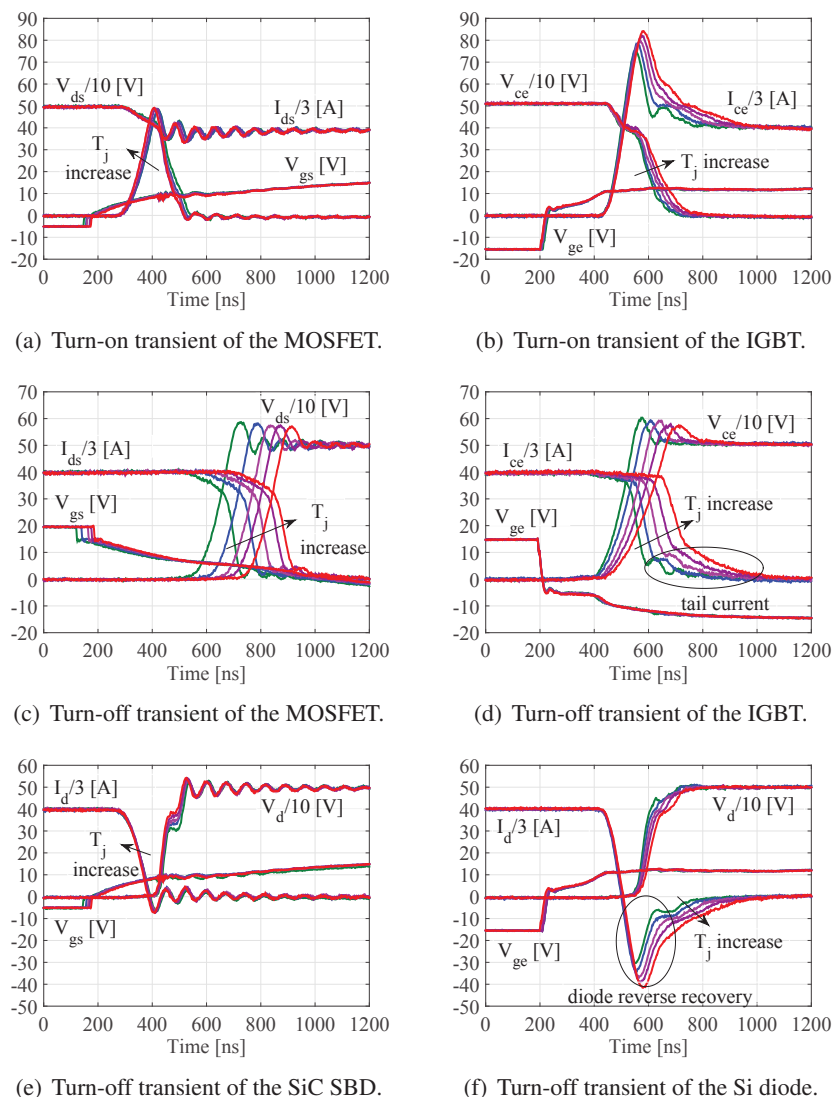 90
80
70
60
50
40
30
20
10
0
-10
-20
V_ds/10 [V]
I_ds/3 [A]
T_j
increase
V_gs [V]
0 200 400 600 800 1000 1200
Time [ns]
(a) Turn-on transient of the MOSFET.
90
80
70
60
50
40
30
20
10
0
-10
-20
V_ce/10 [V]
I_ce/3 [A]
T_j increase
V_ge [V]
0 200 400 600 800 1000 1200
Time [ns]
(b) Turn-on transient of the IGBT.
70
60
50
40
30
20
10
0
-10
-20
V_ds/10 [V]
I_ds/3 [A]
V_gs [V]
T_j
increase
0 200 400 600 800 1000 1200
Time [ns]
(c) Turn-off transient of the MOSFET.
70
60
50
40
30
20
10
0
-10
-20
V_ce/10 [V]
I_ce/3 [A]
V_ge [V]
T_j increase
tail current
0 200 400 600 800 1000 1200
Time [ns]
(d) Turn-off transient of the IGBT.
60
50
40
30
20
10
0
-10
-20
-30
-40
-50
I_d/3 [A]
V_d/10 [V]
T_j
increase
V_gs [V]
0 200 400 600 800 1000 1200
Time [ns]
(e) Turn-off transient of the SiC SBD.
60
50
40
30
20
10
0
-10
-20
-30
-40
-50
I_d/3 [A]
V_d/10 [V]
V_ge [V]
T_j increase
diode reverse recovery
0 200 400 600 800 1000 1200
Time [ns]
(f) Turn-off transient of the Si diode.